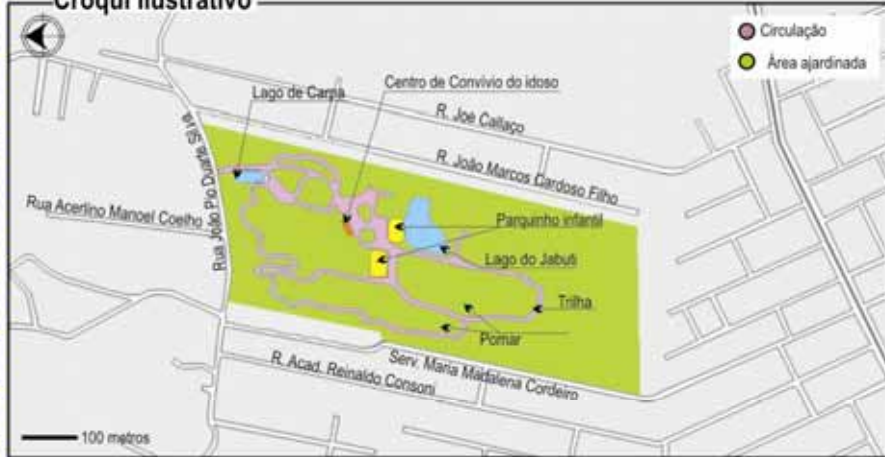 Croqui Ilustrativo
Circulação
Área ajardinada
Centro de Convívio do idoso
Lago de Carpa
R. Joe Callaço
R. João Marcos Cardoso Filho
Rua João Pio Duarte Silva
Rua Acerlino Manoel Coelho
Parquinho infantil
Lago do Jabuti
Trilha
Pomar
Serv. Maria Madalena Cordeiro
R. Acad. Reinaldo Consoni
100 metros